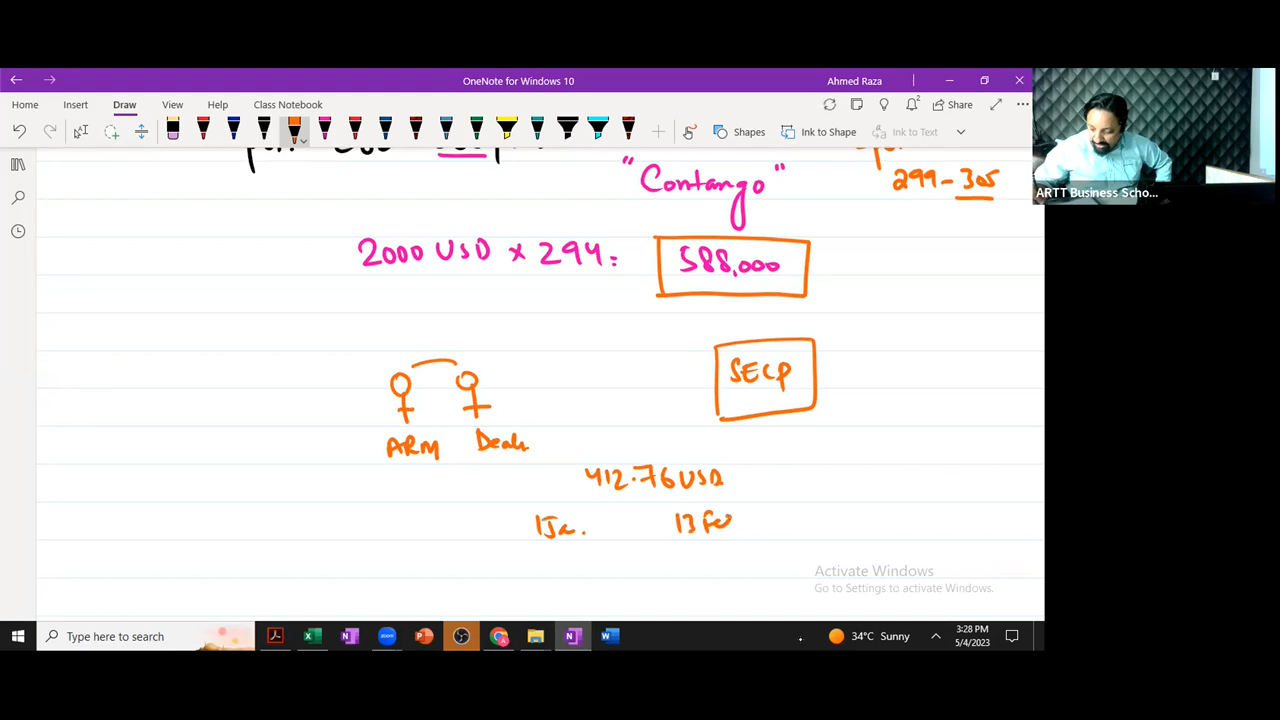 OneNote for Windows 10
Ahmed Raza
Home Insert Draw View Help Class Notebook
Share
Shapes Ink to Shape Ink to Text
"Contango"
299-305
2000 USD × 294 = 588,000
SECP
ARM
412.76 USD
13 Feb
ARTT Business Scho...
Activate Windows
Go to Settings to activate Windows.
Type here to search
34°C Sunny
3:28 PM
5/4/2023